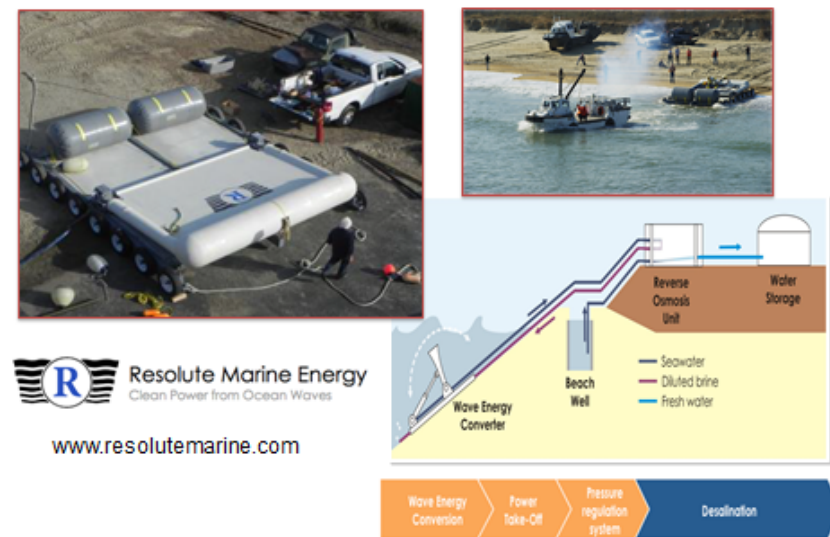 R
Reverse
Osmosis
Unit
Water
Storage
Beach
Well
Seawater
Diluted brine
Fresh water
Wave Energy
Converter
R
Resolute Marine Energy
Clean Power from Ocean Waves
www.resolutemarine.com
Wave Energy
Conversion
Power
Take-Off
Pressure
regulation
system
Desalination